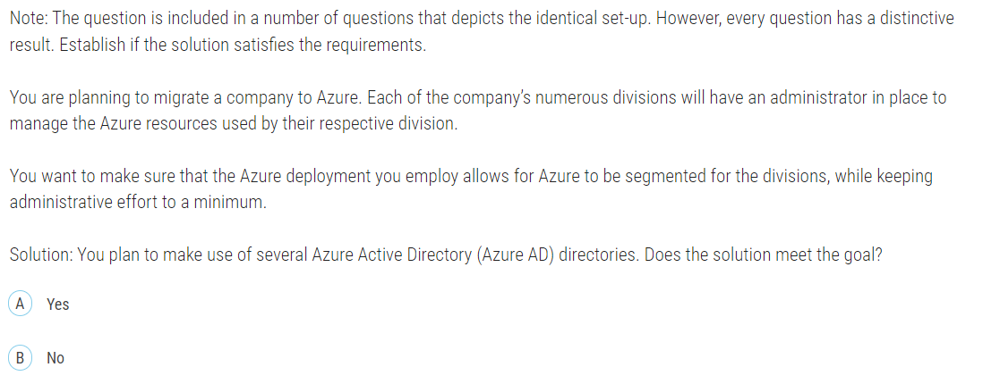 Note: The question is included in a number of questions that depicts the identical set-up. However, every question has a distinctive
result. Establish if the solution satisfies the requirements.
You are planning to migrate a company to Azure. Each of the company's numerous divisions will have an administrator in place to
manage the Azure resources used by their respective division.
You want to make sure that the Azure deployment you employ allows for Azure to be segmented for the divisions, while keeping
administrative effort to a minimum.
Solution: You plan to make use of several Azure Active Directory (Azure AD) directories. Does the solution meet the goal?
A Yes
B No